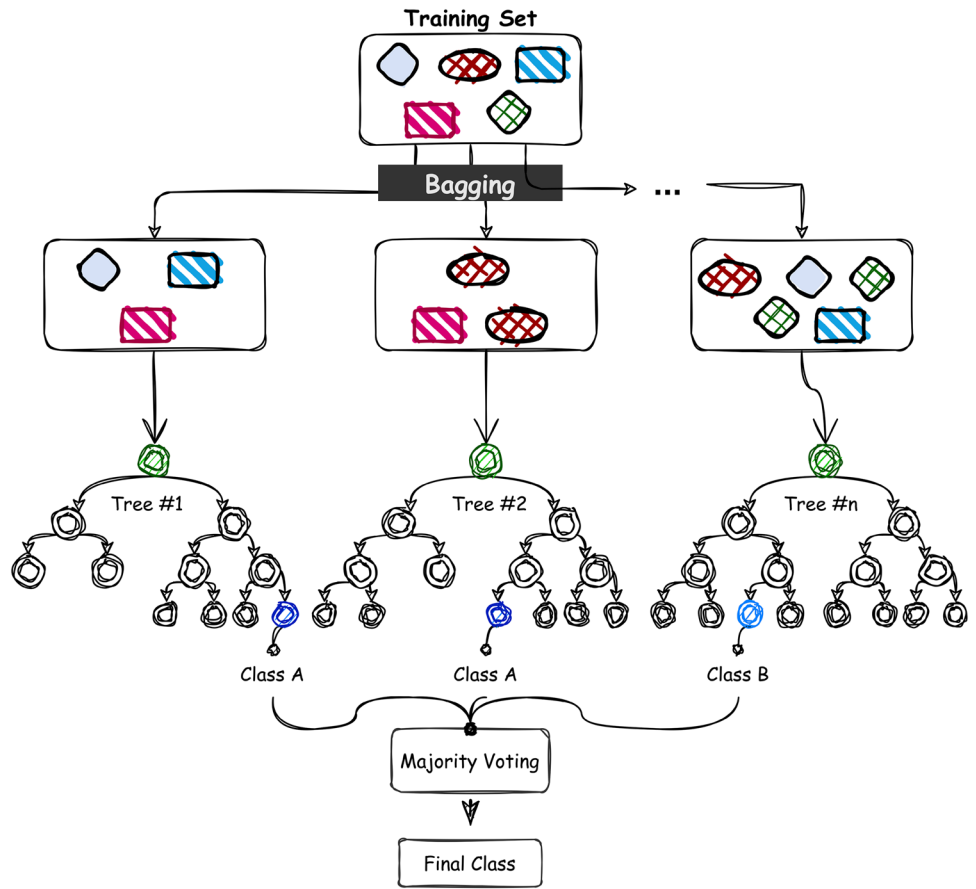 Training Set
Bagging
...
Tree #1
Tree #2
Tree #n
Class A
Class A
Class B
Majority Voting
Final Class